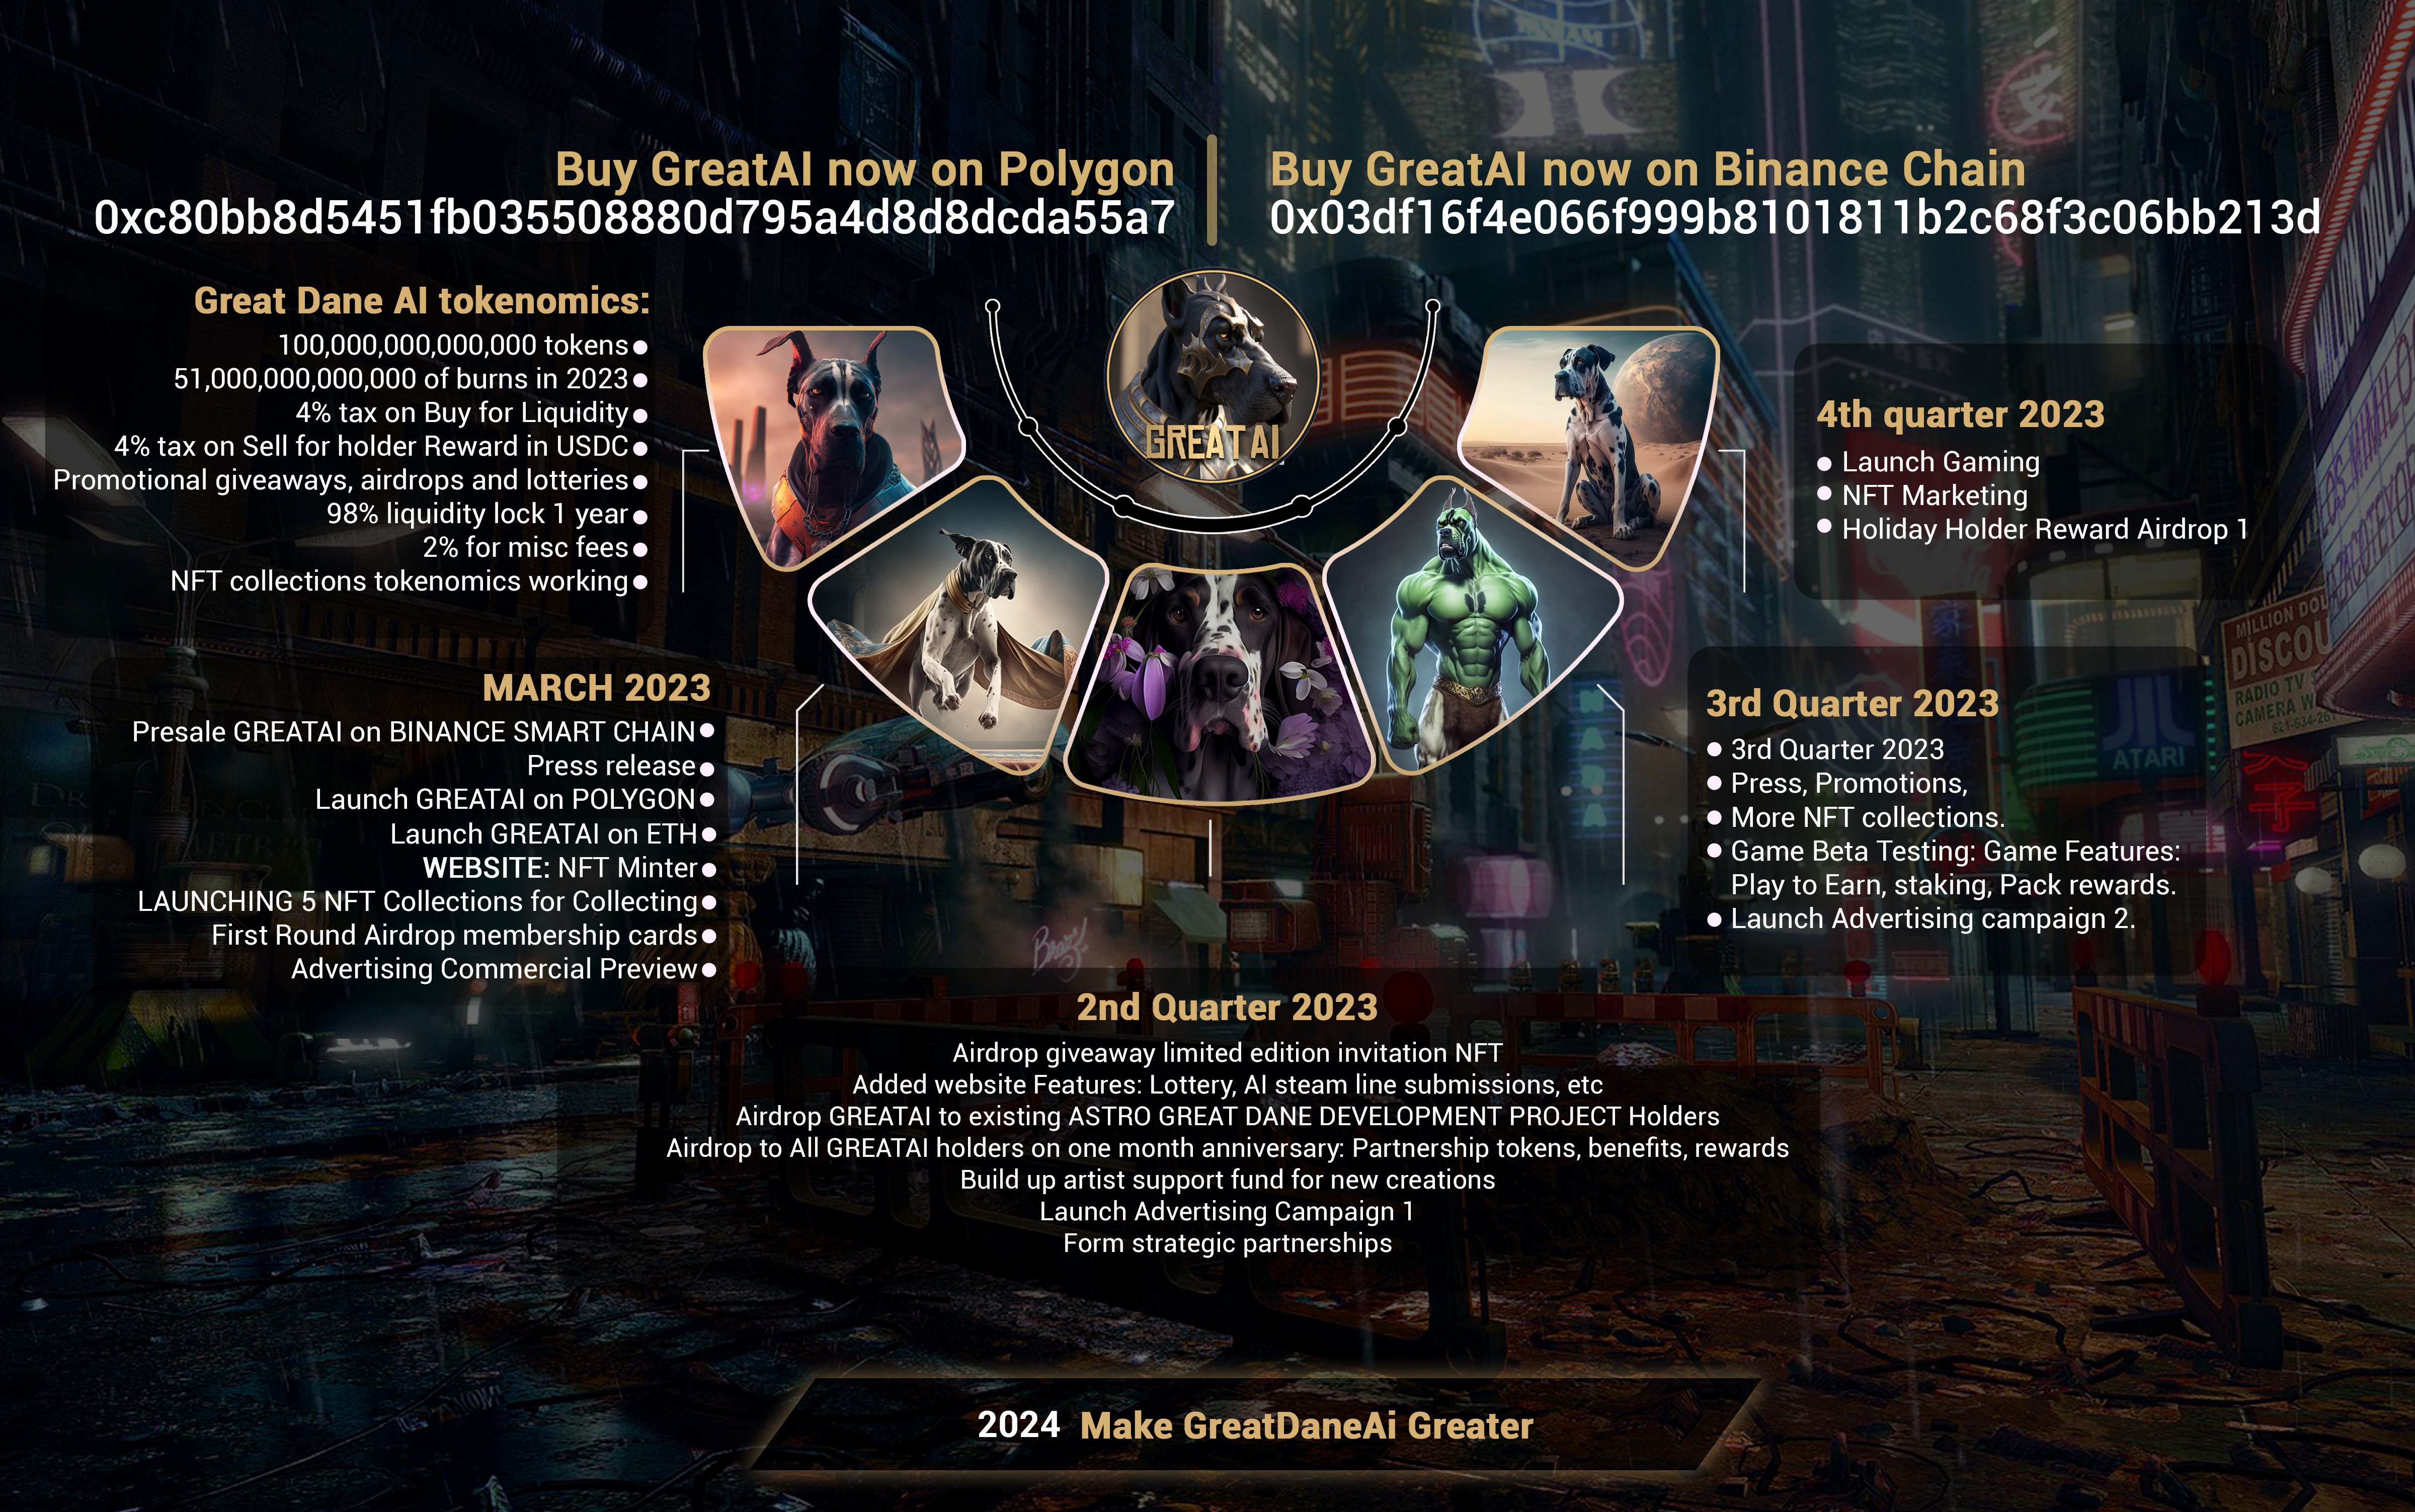 PAN AM
Buy GreatAI now on Polygon
0xc80bb8d5451fb035508880d795a4d8d8dcda55a7
Buy GreatAI now on Binance Chain
0x03df16f4e066f999b8101811b2c68f3c06bb213d
GREAT AI
Great Dane AI tokenomics:
100,000,000,000,000 tokens
51,000,000,000,000 of burns in 2023
4% tax on Buy for Liquidity
4% tax on Sell for holder Reward in USDC
Promotional giveaways, airdrops and lotteries
98% liquidity lock 1 year
2% for misc fees
NFT collections tokenomics working
MARCH 2023
Presale GREATAI on BINANCE SMART CHAIN
Press release
Launch GREATAI on POLYGON
Launch GREATAI on ETH
WEBSITE: NFT Minter
LAUNCHING 5 NFT Collections for Collecting
First Round Airdrop membership cards
Advertising Commercial Preview
2nd Quarter 2023
Airdrop giveaway limited edition invitation NFT
Added website Features: Lottery, AI steam line submissions, etc
Airdrop GREATAI to existing ASTRO GREAT DANE DEVELOPMENT PROJECT Holders
Airdrop to All GREATAI holders on one month anniversary: Partnership tokens, benefits, rewards
Build up artist support fund for new creations
Launch Advertising Campaign 1
Form strategic partnerships
3rd Quarter 2023
3rd Quarter 2023
Press, Promotions,
More NFT collections.
Game Beta Testing: Game Features:
Play to Earn, staking, Pack rewards.
Launch Advertising campaign 2.
4th quarter 2023
Launch Gaming
NFT Marketing
Holiday Holder Reward Airdrop 1
MILLION DOL
DISCOU
RADIO TV
CAMERA
ATARI
2024 Make GreatDaneAi Greater